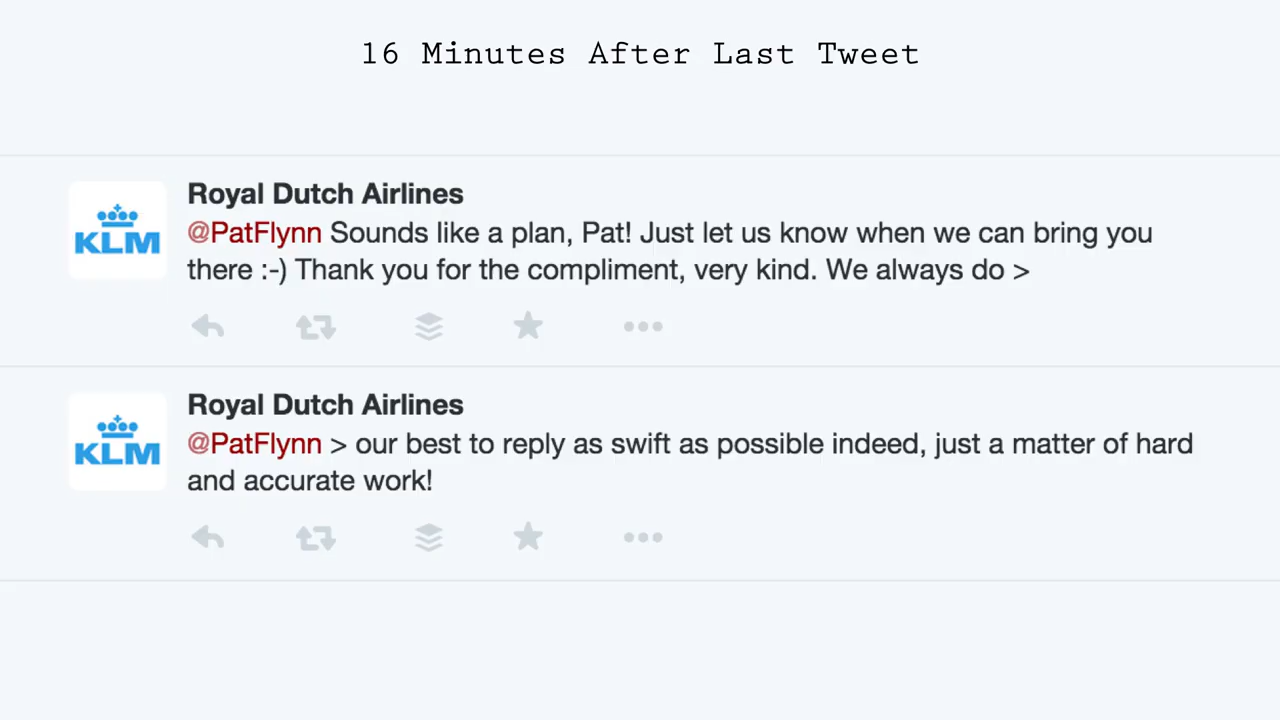 16 Minutes After Last Tweet
KLM
Royal Dutch Airlines
@PatFlynn Sounds like a plan, Pat! Just let us know when we can bring you
there :-) Thank you for the compliment, very kind. We always do >
KLM
Royal Dutch Airlines
@PatFlynn > our best to reply as swift as possible indeed, just a matter of hard
and accurate work!